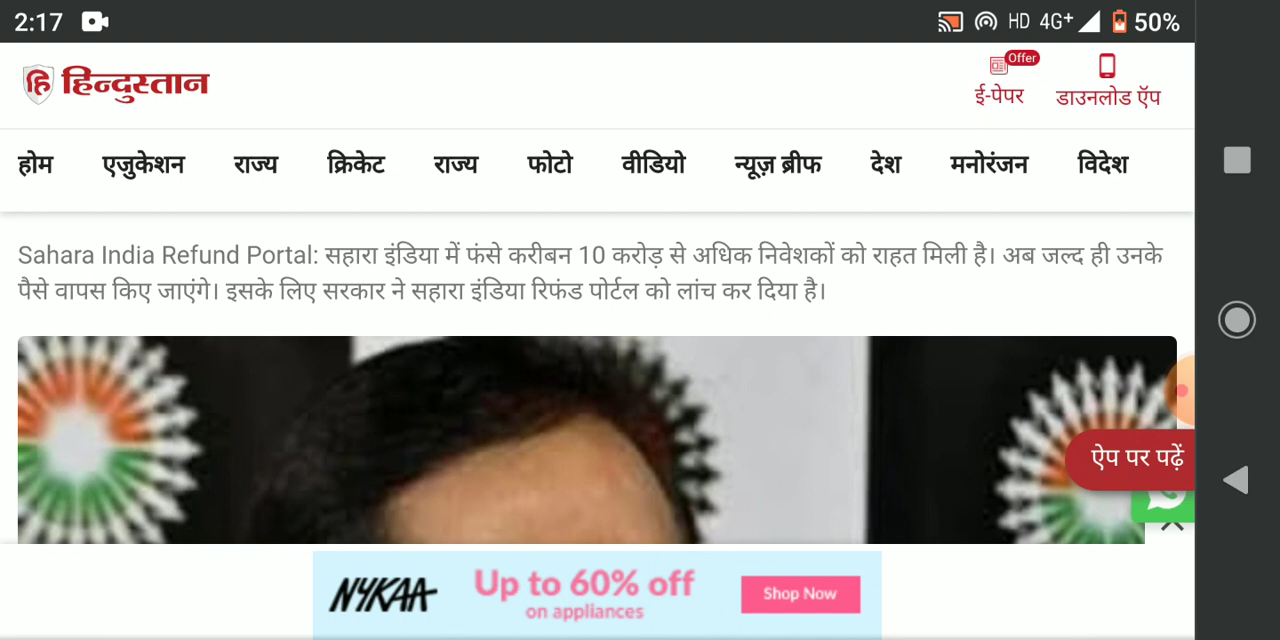 2:17 HD 4G+ 50%
हि हिन्दुस्तान
Offer
ई-पेपर डाउनलोड ऍप
होम एजुकेशन राज्य क्रिकेट राज्य फोटो वीडियो न्यूज़ ब्रीफ देश मनोरंजन विदेश
Sahara India Refund Portal: सहारा इंडिया में फंसे करीबन 10 करोड़ से अधिक निवेशकों को राहत मिली है। अब जल्द ही उनके
पैसे वापस किए जाएंगे। इसके लिए सरकार ने सहारा इंडिया रिफंड पोर्टल को लांच कर दिया है।
ऐप पर पढ़ें
NYKAA Up to 60% off Shop Now
on appliances